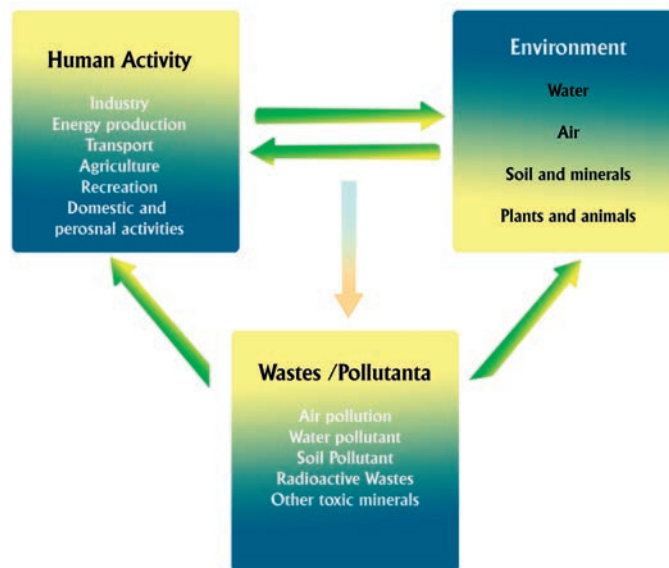 Human Activity
Industry
Energy production
Transport
Agriculture
Recreation
Domestic and
perosnal activities
Environment
Water
Air
Soil and minerals
Plants and animals
Wastes /Pollutanta
Air pollution
Water pollutant
Soil Pollutant
Radioactive Wastes
Other toxic minerals